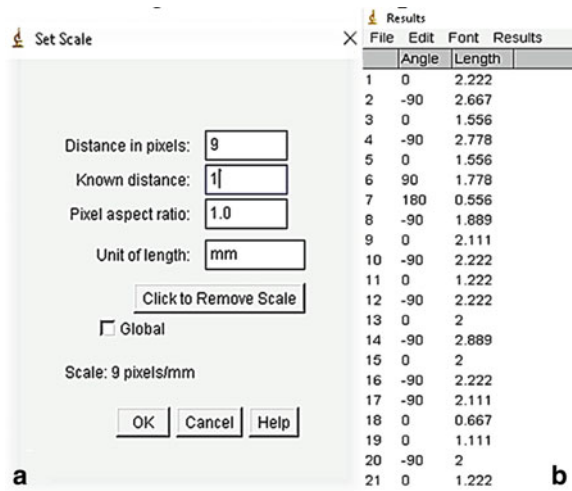 Set Scale
Distance in pixels: 9
Known distance: 1
Pixel aspect ratio: 1.0
Unit of length: mm
Click to Remove Scale
Global
Scale: 9 pixels/mm
OK Cancel Help
a
Results
File Edit Font Results
Angle Length
1 0 2.222
2 -90 2.667
3 0 1.556
4 -90 2.778
5 0 1.556
6 90 1.778
7 180 0.556
8 -90 1.889
9 0 2.111
10 -90 2.222
11 0 1.222
12 -90 2.222
13 0 2
14 -90 2.889
15 0 2
16 -90 2.222
17 -90 2.111
18 0 0.667
19 0 1.111
20 -90 2
21 0 1.222
b